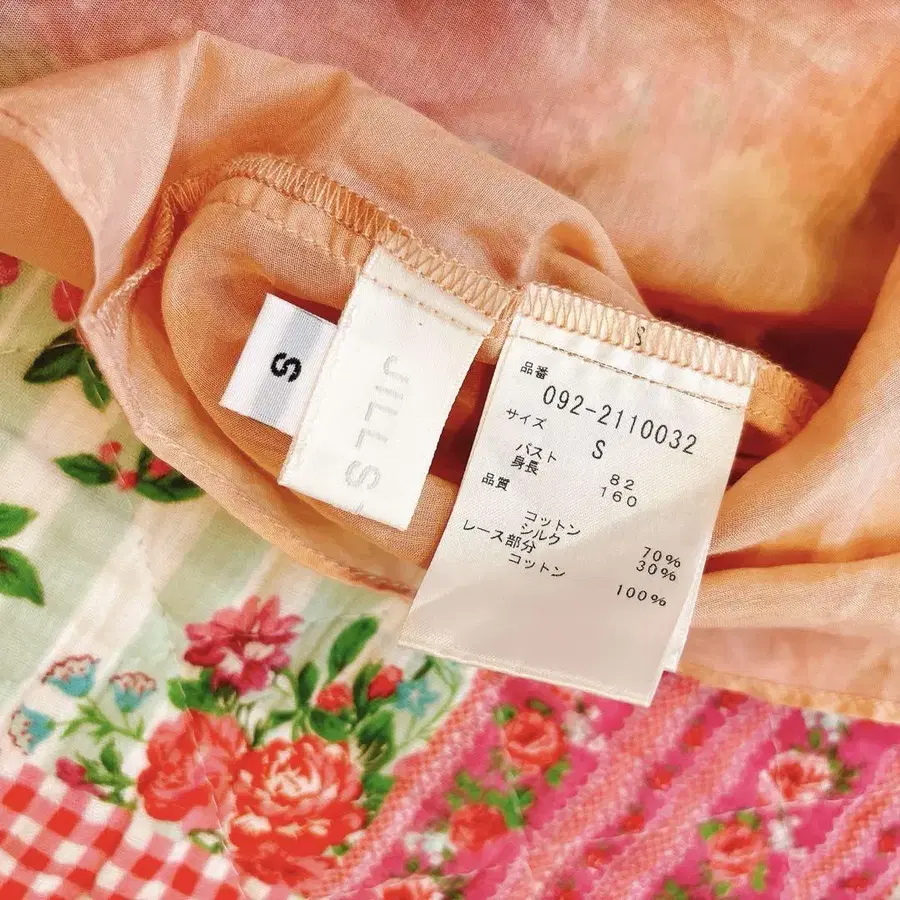 S
JILL S
S
品番
092-2110032
サイズ
S
バスト 82
身長 160
品質
コットン 70%
シルク 30%
レース部分
コットン 100%